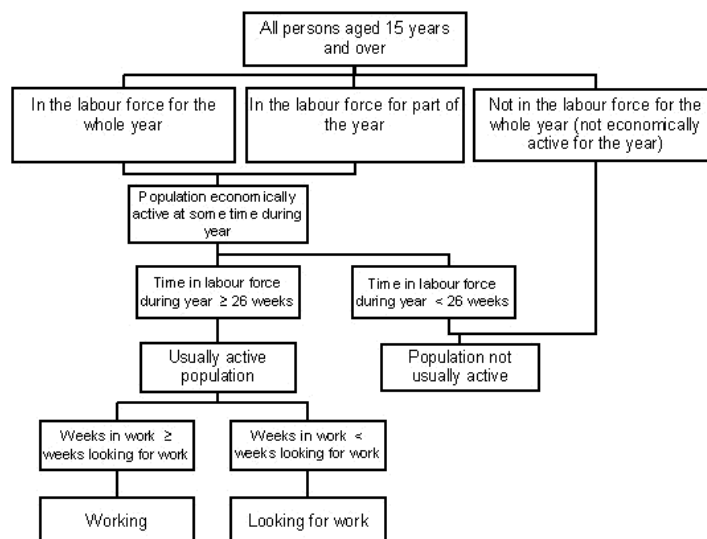 All persons aged 15 years
and over
In the labour force for the
whole year
In the labour force for part of
the year
Not in the labour force for the
whole year (not economically
active for the year)
Population economically
active at some time during
year
Time in labour force
during year ≥ 26 weeks
Time in labour force
during year < 26 weeks
Usually active
population
Population not
usually active
Weeks in work ≥
weeks looking for work
Weeks in work <
weeks looking for work
Working
Looking for work